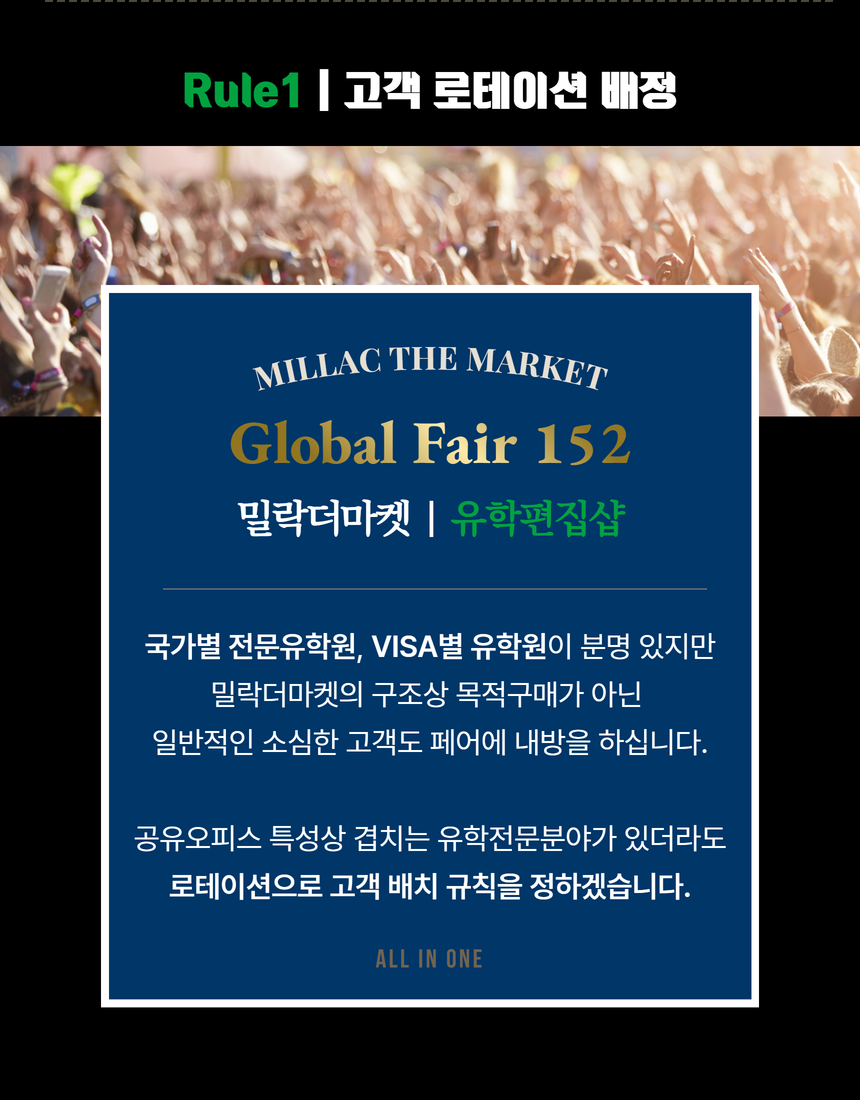 Rule1 | 고객 로테이션 배정
MILLAC THE MARKET
Global Fair 152
밀락더마켓 | 유학편집샵
국가별 전문유학원, VISA별 유학원이 분명 있지만
밀락더마켓의 구조상 목적구매가 아닌
일반적인 소심한 고객도 페어에 내방을 하십니다.
공유오피스 특성상 겹치는 유학전문분야가 있더라도
로테이션으로 고객 배치 규칙을 정하겠습니다.
ALL IN ONE